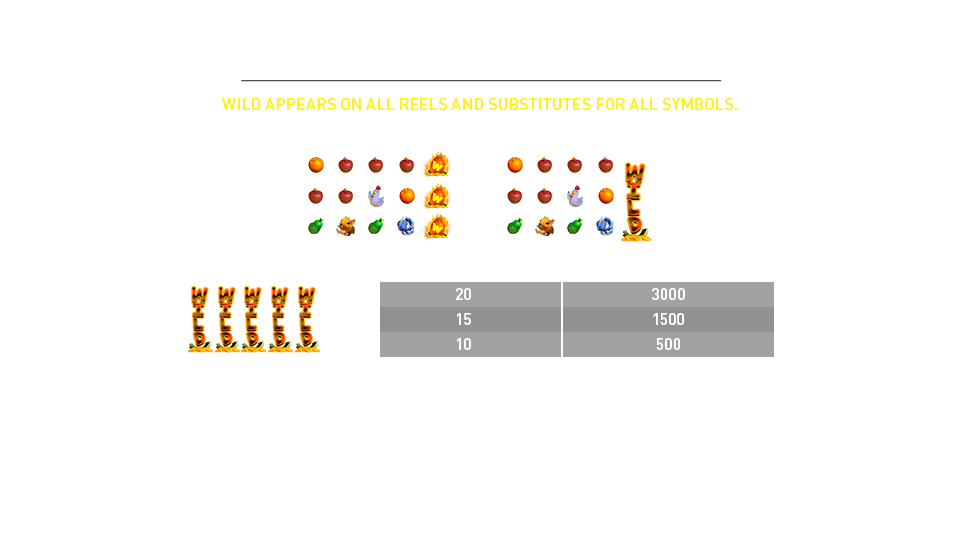 WILD APPEARS ON ALL REELS AND SUBSTITUTES FOR ALL SYMBOLS.
W W
W
W
WILD
WILD WILD WILD WILD WILD
20 3000
15 1500
10 500